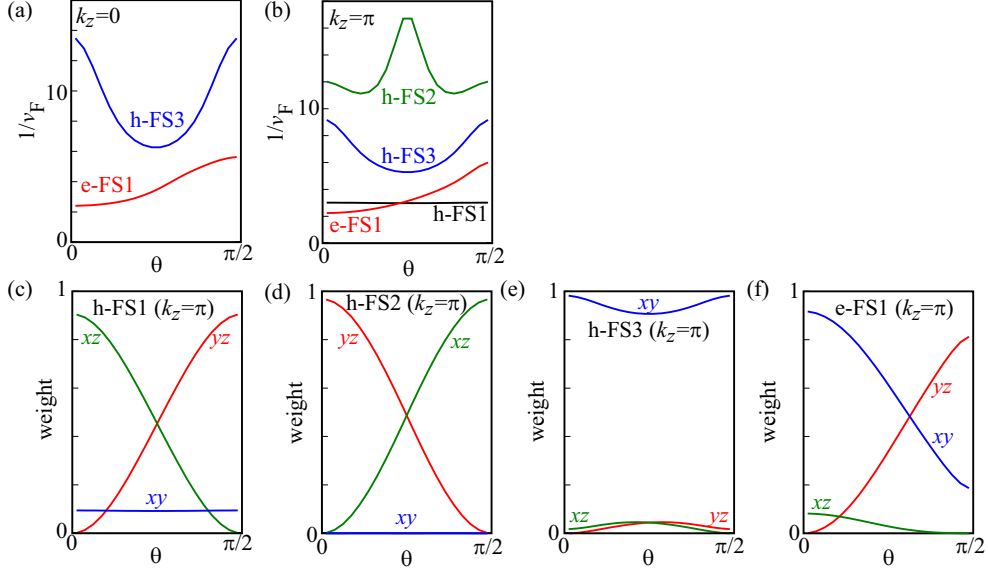 (a)
k_z=0
10
0
1/v_F
h-FS3
e-FS1
0
θ
π/2
(b)
k_z=π
10
0
1/v_F
h-FS2
h-FS3
e-FS1
h-FS1
0
θ
π/2
(c)
h-FS1 (k_z=π)
1
0
weight
xz
yz
xy
0
θ
π/2
(d)
h-FS2 (k_z=π)
1
0
weight
yz
xz
xy
0
θ
π/2
(e)
1
0
weight
xy
h-FS3 (k_z=π)
xz
yz
0
θ
π/2
(f)
e-FS1 (k_z=π)
1
0
weight
yz
xy
xz
0
θ
π/2